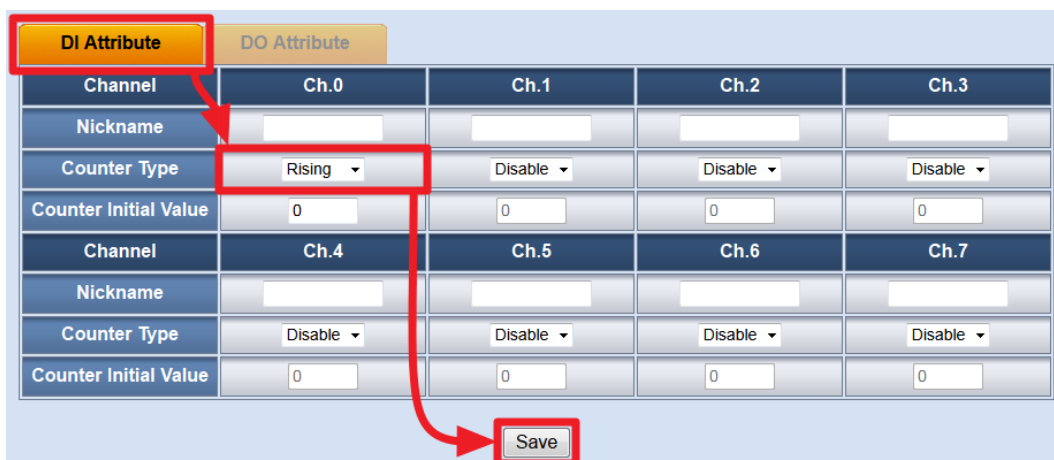 DI Attribute DO Attribute
Channel Ch.0 Ch.1 Ch.2 Ch.3
Nickname
Counter Type Rising Disable Disable Disable
Counter Initial Value 0 0 0 0
Channel Ch.4 Ch.5 Ch.6 Ch.7
Nickname
Counter Type Disable Disable Disable Disable
Counter Initial Value 0 0 0 0
Save